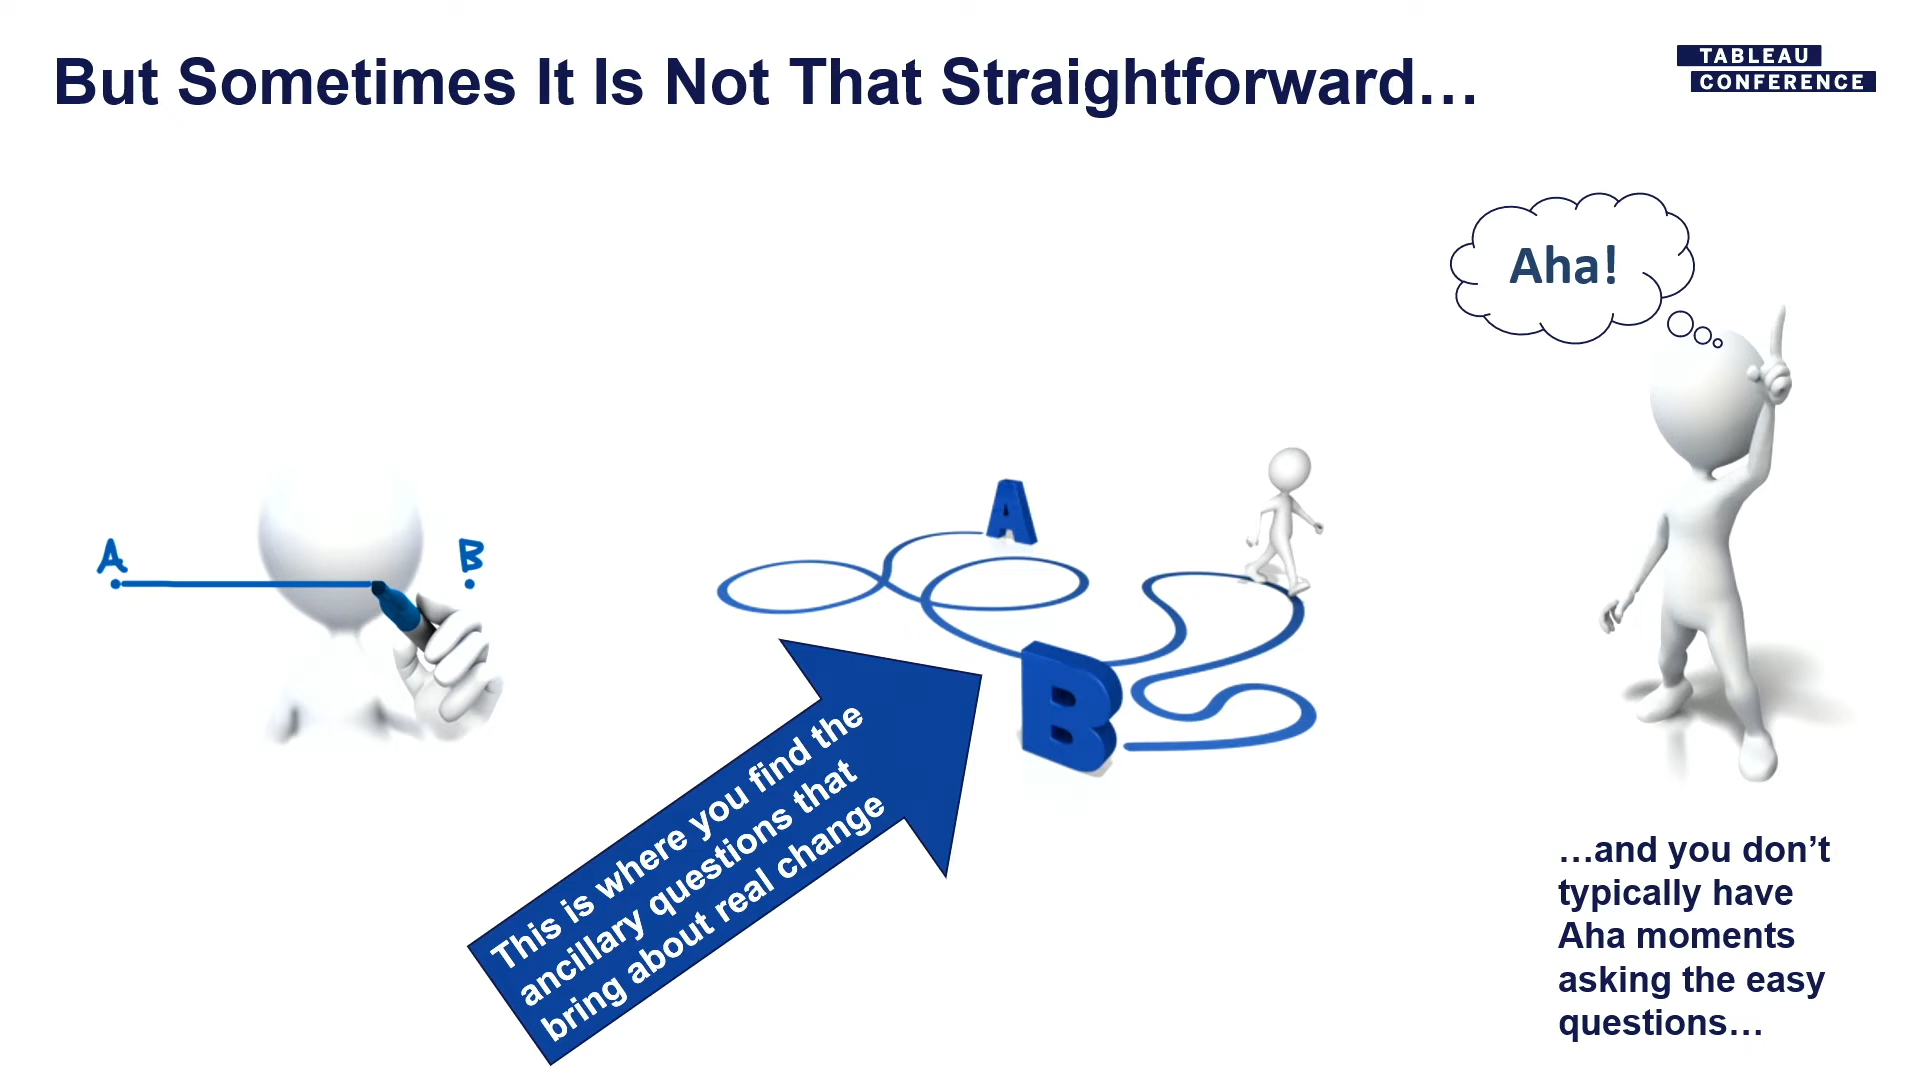 But Sometimes It Is Not That Straightforward…
TABLEAU
CONFERENCE
Aha!
A
B
A
B
This is where you find the
ancillary questions that
bring about real change
…and you don’t
typically have
Aha moments
asking the easy
questions…